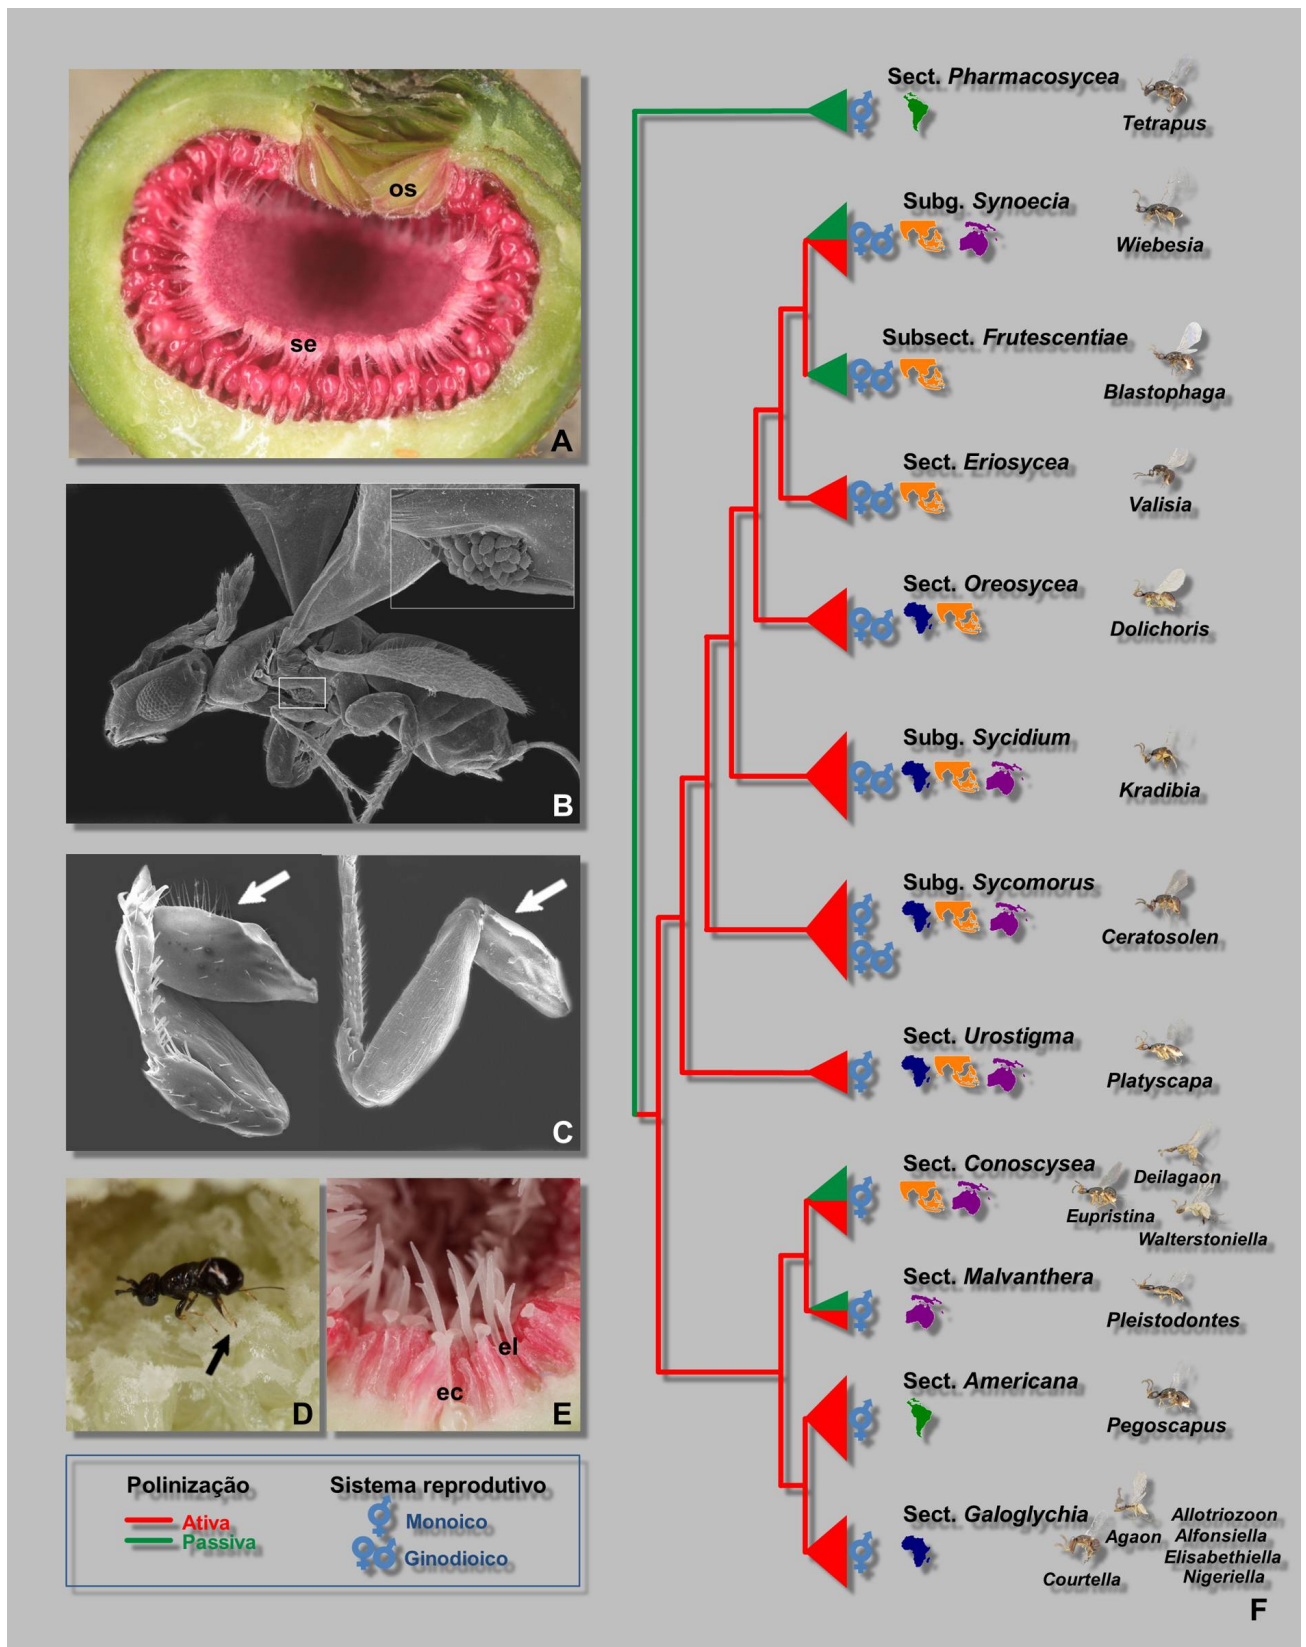 os
se
A
B
C
D
el
ec
E
Polinização
Ativa
Passiva
Sistema reprodutivo
Monoico
Ginodioico
Sect. Pharmacosycea
Tetrapus
Subg. Synoecia
Wiebesia
Subsect. Frutescentiae
Blastophaga
Sect. Eriosycea
Valisia
Sect. Oreosycea
Dolichoris
Subg. Sycidium
Kradibia
Subg. Sycomorus
Ceratosolen
Sect. Urostigma
Platyscapa
Sect. Conoscysea
Deilagaon
Eupristina
Walterstoniella
Sect. Malvanthera
Pleistodontes
Sect. Americana
Pegoscapus
Sect. Galoglychia
Agaon
Courtella
Allotriozoon
Alfonsiella
Elisabethiella
Nigeriella
F